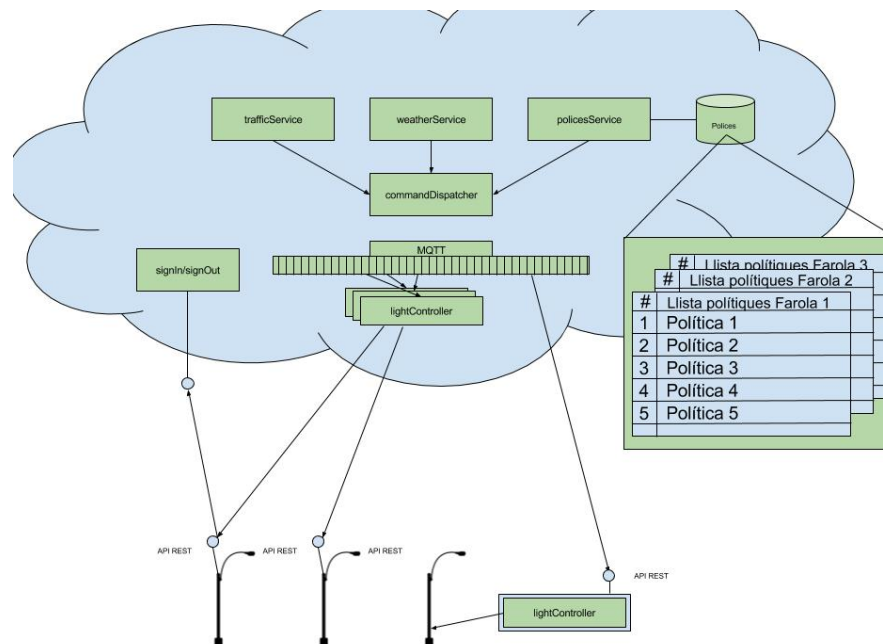 trafficService
weatherService
policesService
Polices
commandDispatcher
MQTT
signIn/signOut
lightController
# Llista polítiques Farola 3
# Llista polítiques Farola 2
# Llista polítiques Farola 1
1 Política 1
2 Política 2
3 Política 3
4 Política 4
5 Política 5
API REST
API REST
API REST
API REST
lightController